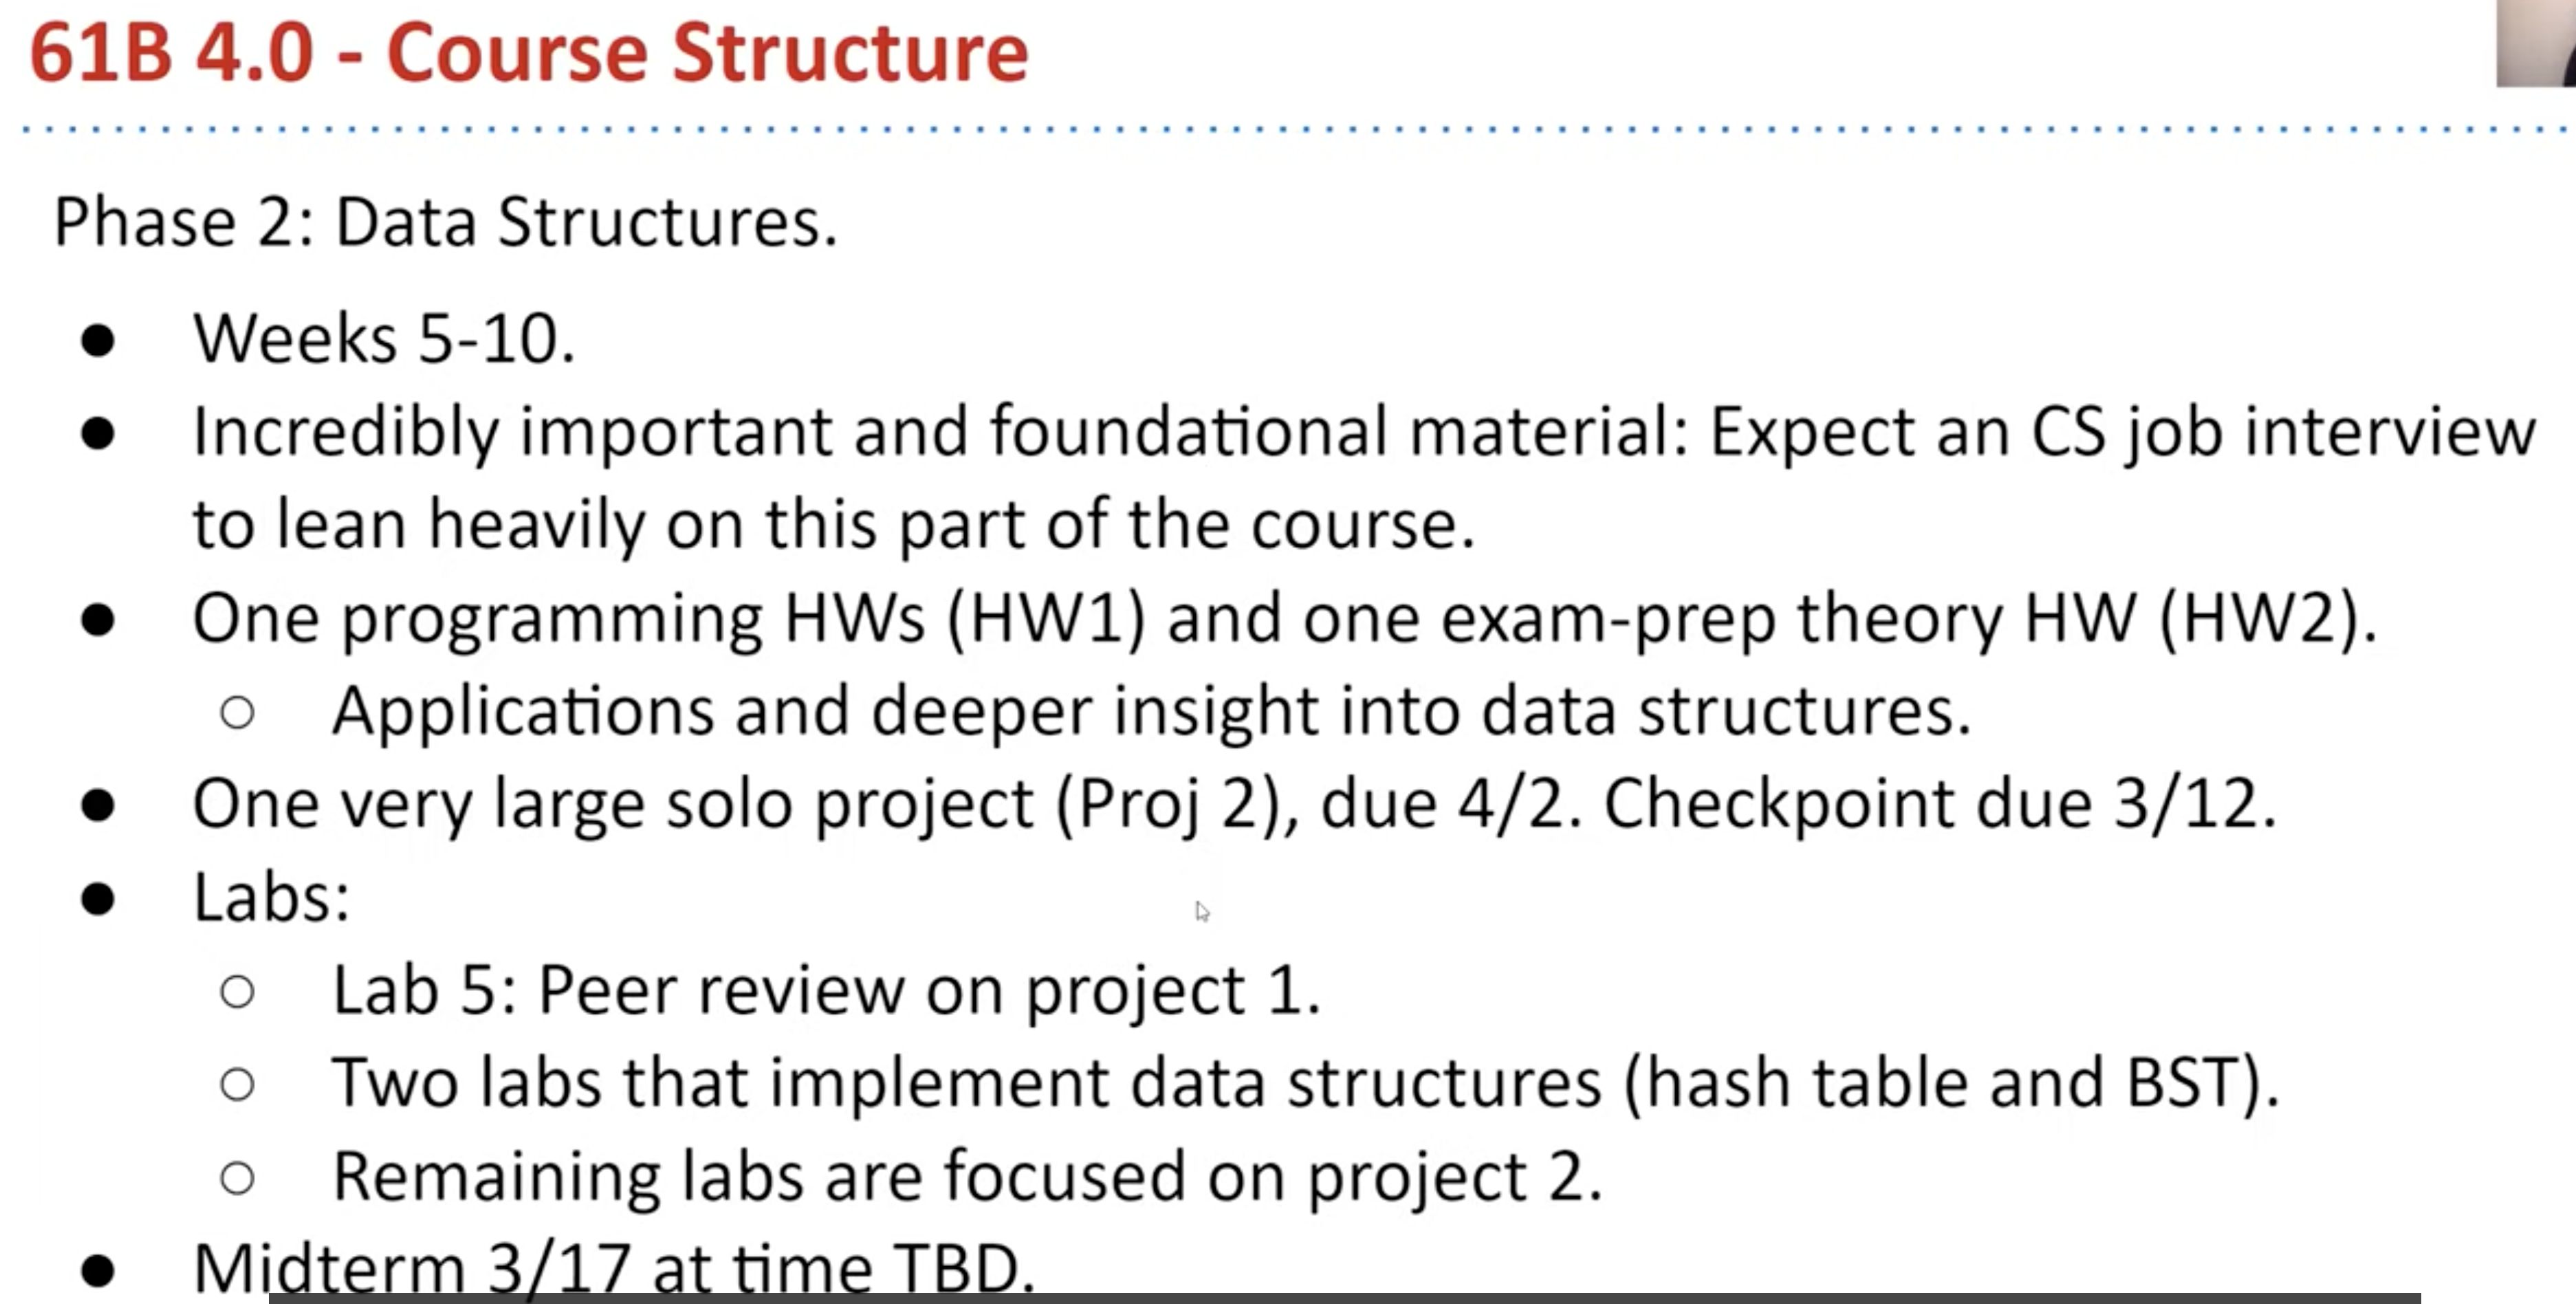 61B 4.0 - Course Structure
Phase 2: Data Structures.
● Weeks 5-10.
● Incredibly important and foundational material: Expect an CS job interview
to lean heavily on this part of the course.
● One programming HWs (HW1) and one exam-prep theory HW (HW2).
○ Applications and deeper insight into data structures.
● One very large solo project (Proj 2), due 4/2. Checkpoint due 3/12.
● Labs:
○ Lab 5: Peer review on project 1.
○ Two labs that implement data structures (hash table and BST).
○ Remaining labs are focused on project 2.
● Midterm 3/17 at time TBD.